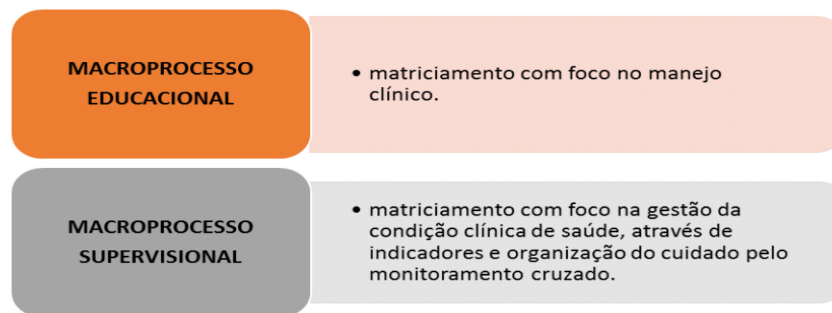 MACROPROCESSO
EDUCACIONAL
• matriciamento com foco no manejo
clínico.
MACROPROCESSO
SUPERVISIONAL
• matriciamento com foco na gestão da
condição clínica de saúde, através de
indicadores e organização do cuidado pelo
monitoramento cruzado.